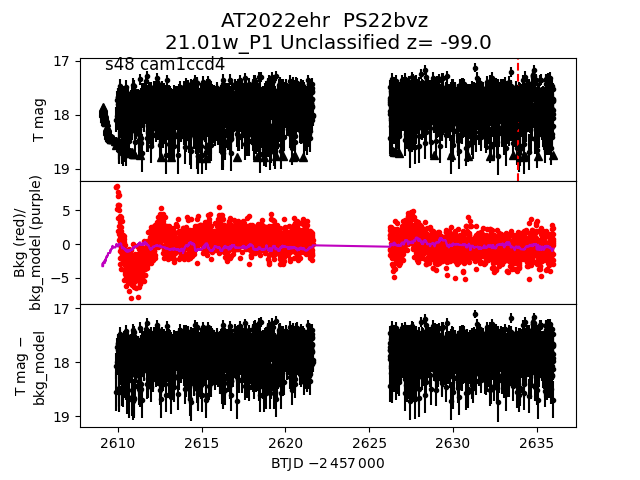 AT2022ehr  PS22bvz
21.01w_P1 Unclassified z= -99.0
s48 cam1ccd4
T mag
17
18
19
Bkg (red)/
bkg_model (purple)
5
0
−5
T mag −
bkg_model
17
18
19
2610
2615
2620
2625
2630
2635
BTJD −2 457 000